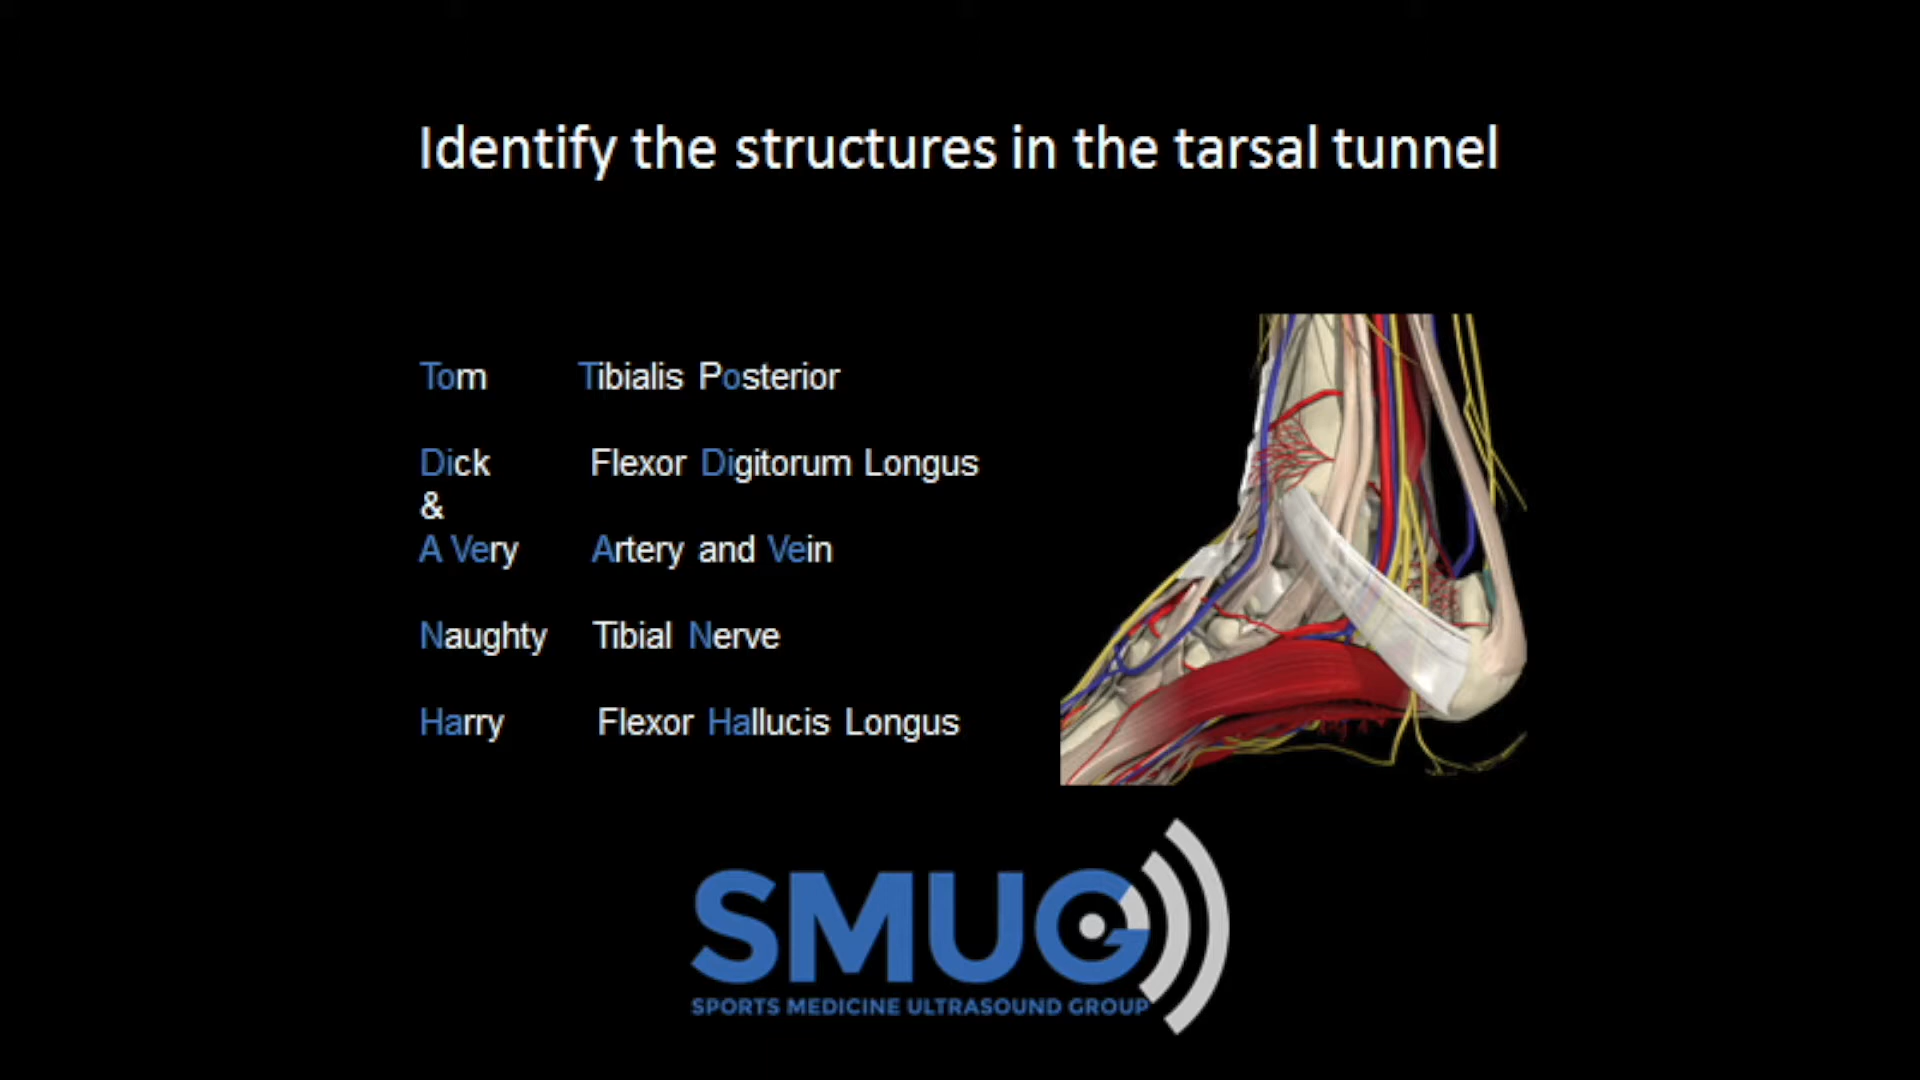 Identify the structures in the tarsal tunnel
Tom Tibialis Posterior
Dick Flexor Digitorum Longus
&
A Very Artery and Vein
Naughty Tibial Nerve
Harry Flexor Hallucis Longus
SMUG
SPORTS MEDICINE ULTRASOUND GROUP